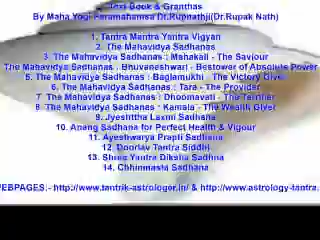 Text Book & Granthas
By Maha Yogi Paramahamsa Dr.Rupnathji(Dr.Rupak Nath)
1. Tantra Mantra Yantra Vigyan
2. The Mahavidya Sadhanas
3. The Mahavidya Sadhanas : Mahakali - The Saviour
The Mahavidya Sadhanas : Bhuvaneshwari - Bestower of Absolute Power
5. The Mahavidya Sadhanas : Baglamukhi - The Victory Giver
6. The Mahavidya Sadhanas : Tara - The Provider
7. The Mahavidya Sadhanas : Dhoomavati - The Terrifier
8. The Mahavidya Sadhanas : Kamala - The Wealth Giver
9. Jyeshttha Laxmi Sadhana
10. Anang Sadhana for Perfect Health & Vigour
11. Ayeshwarya Prapti Sadhana
12. Doorlav Tantra Siddhi
13. Shree Yantra Diksha Sadhna
14. Chhinmasta Sadhana
EBPAGES:- http://www.tantrik-astrologer.in/ & http://www.astrology-tantra.